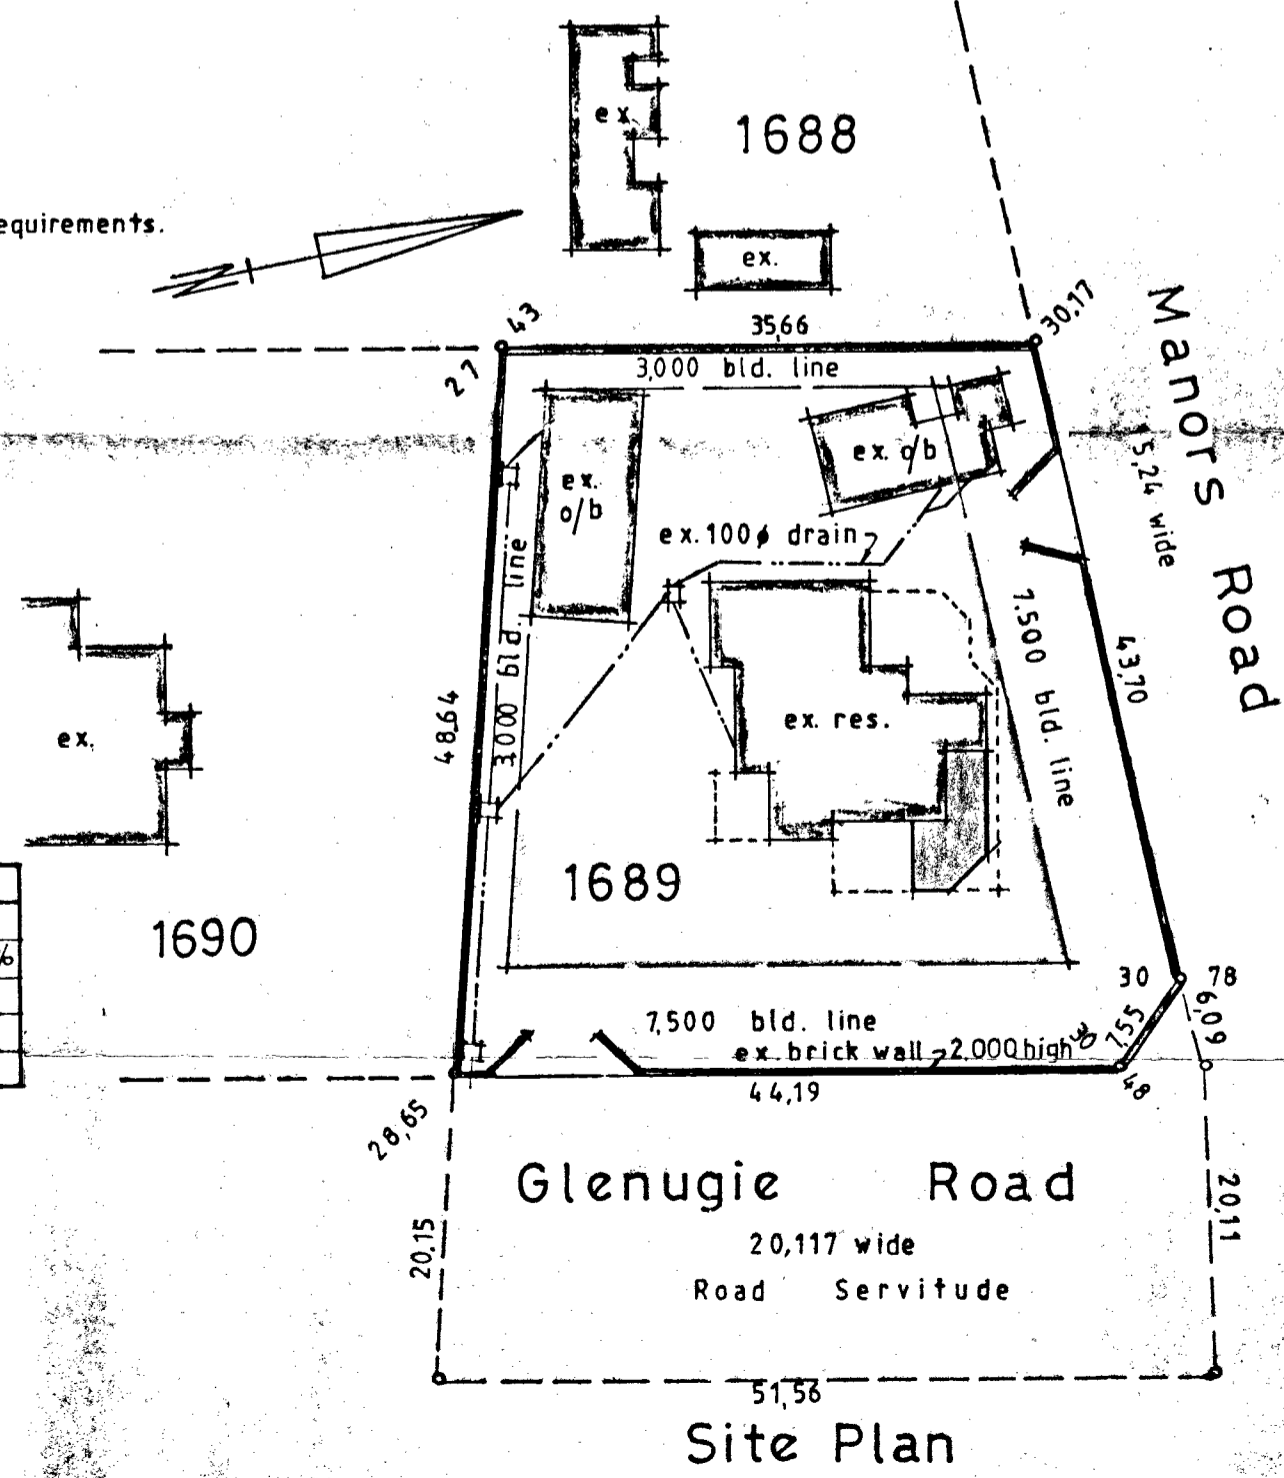 ex.
1688
equirements.
N
ex.
43
35,66
30,17
27
3,000 bld. line
Manors Road
5,24 wide
ex. o/b
ex.
o/b
ex. 100ø drain
3,000 bld. line
7,500 bld. line
43,70
48,64
ex.
ex. res.
1689
1690
%
30
78
6,09
7,500 bld. line
7,55
ex. brick wall 2,000 high
48
44,19
28,65
Glenugie Road
20,15
20,11
20,117 wide
Road Servitude
51,56
Site Plan